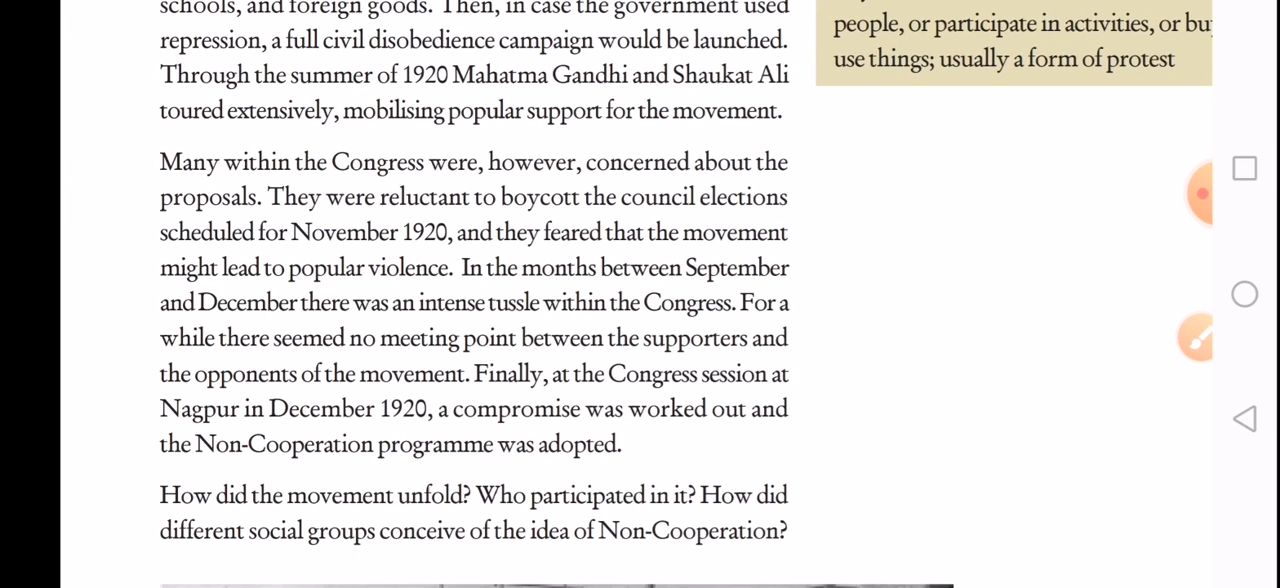 schools, and foreign goods. Then, in case the government used
repression, a full civil disobedience campaign would be launched.
Through the summer of 1920 Mahatma Gandhi and Shaukat Ali
toured extensively, mobilising popular support for the movement.
Many within the Congress were, however, concerned about the
proposals. They were reluctant to boycott the council elections
scheduled for November 1920, and they feared that the movement
might lead to popular violence. In the months between September
and December there was an intense tussle within the Congress. For a
while there seemed no meeting point between the supporters and
the opponents of the movement. Finally, at the Congress session at
Nagpur in December 1920, a compromise was worked out and
the Non-Cooperation programme was adopted.
How did the movement unfold? Who participated in it? How did
different social groups conceive of the idea of Non-Cooperation?
people, or participate in activities, or
use things; usually a form of protest